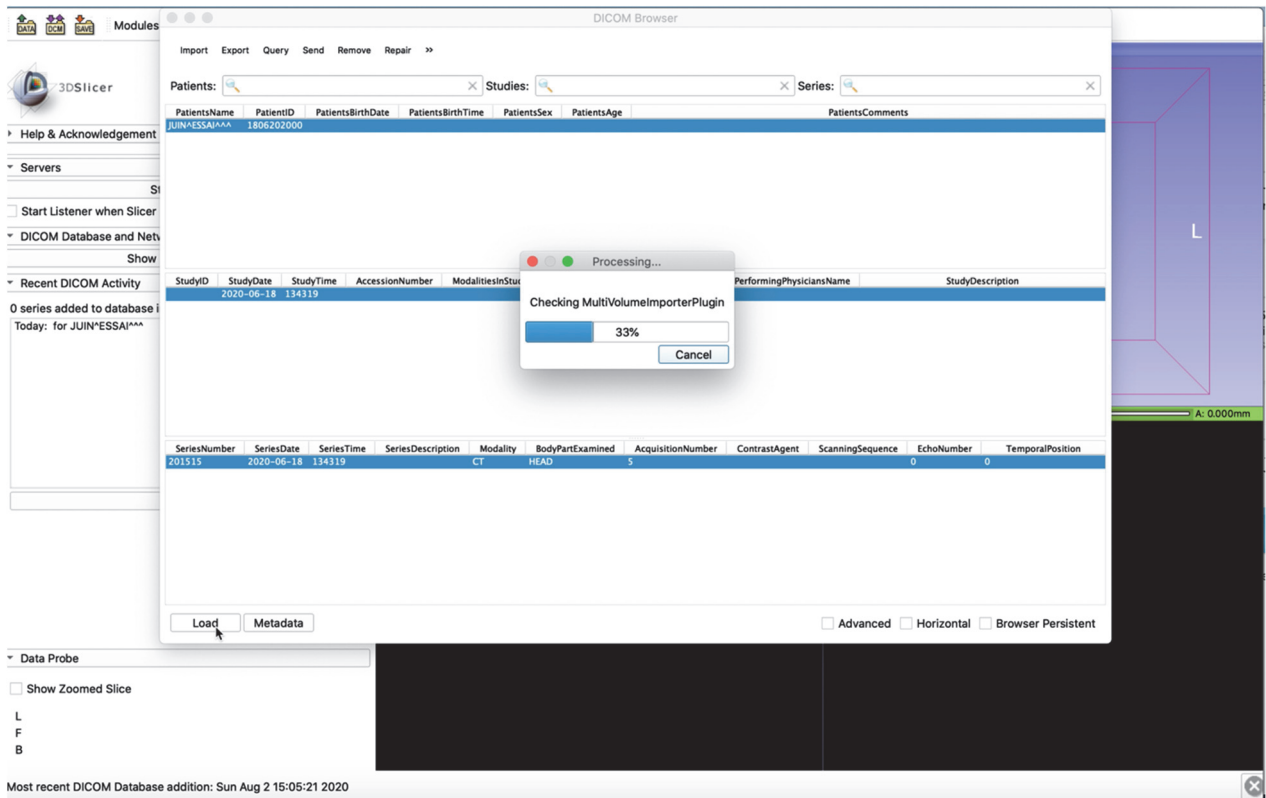 DICOM Browser
DATA DCM SAVE Modules
Import Export Query Send Remove Repair »
3DSlicer
Patients: Studies: Series:
PatientsName PatientID PatientsBirthDate PatientsBirthTime PatientsSex PatientsAge PatientsComments
JUIN^ESSAI^^^ 1806202000
Help & Acknowledgement
Servers
St
Start Listener when Slicer
L
DICOM Database and Netw
Show
Processing...
Recent DICOM Activity
StudyID StudyDate StudyTime AccessionNumber ModalitiesInStud PerformingPhysiciansName StudyDescription
2020-06-18 134319
0 series added to database i
Checking MultiVolumeImporterPlugin
Today: for JUIN^ESSAI^^^
33%
Cancel
A: 0.000mm
SeriesNumber SeriesDate SeriesTime SeriesDescription Modality BodyPartExamined AcquisitionNumber ContrastAgent ScanningSequence EchoNumber TemporalPosition
201515 2020-06-18 134319 CT HEAD 5 0 0
Load Metadata Advanced Horizontal Browser Persistent
Data Probe
Show Zoomed Slice
L
F
B
Most recent DICOM Database addition: Sun Aug 2 15:05:21 2020